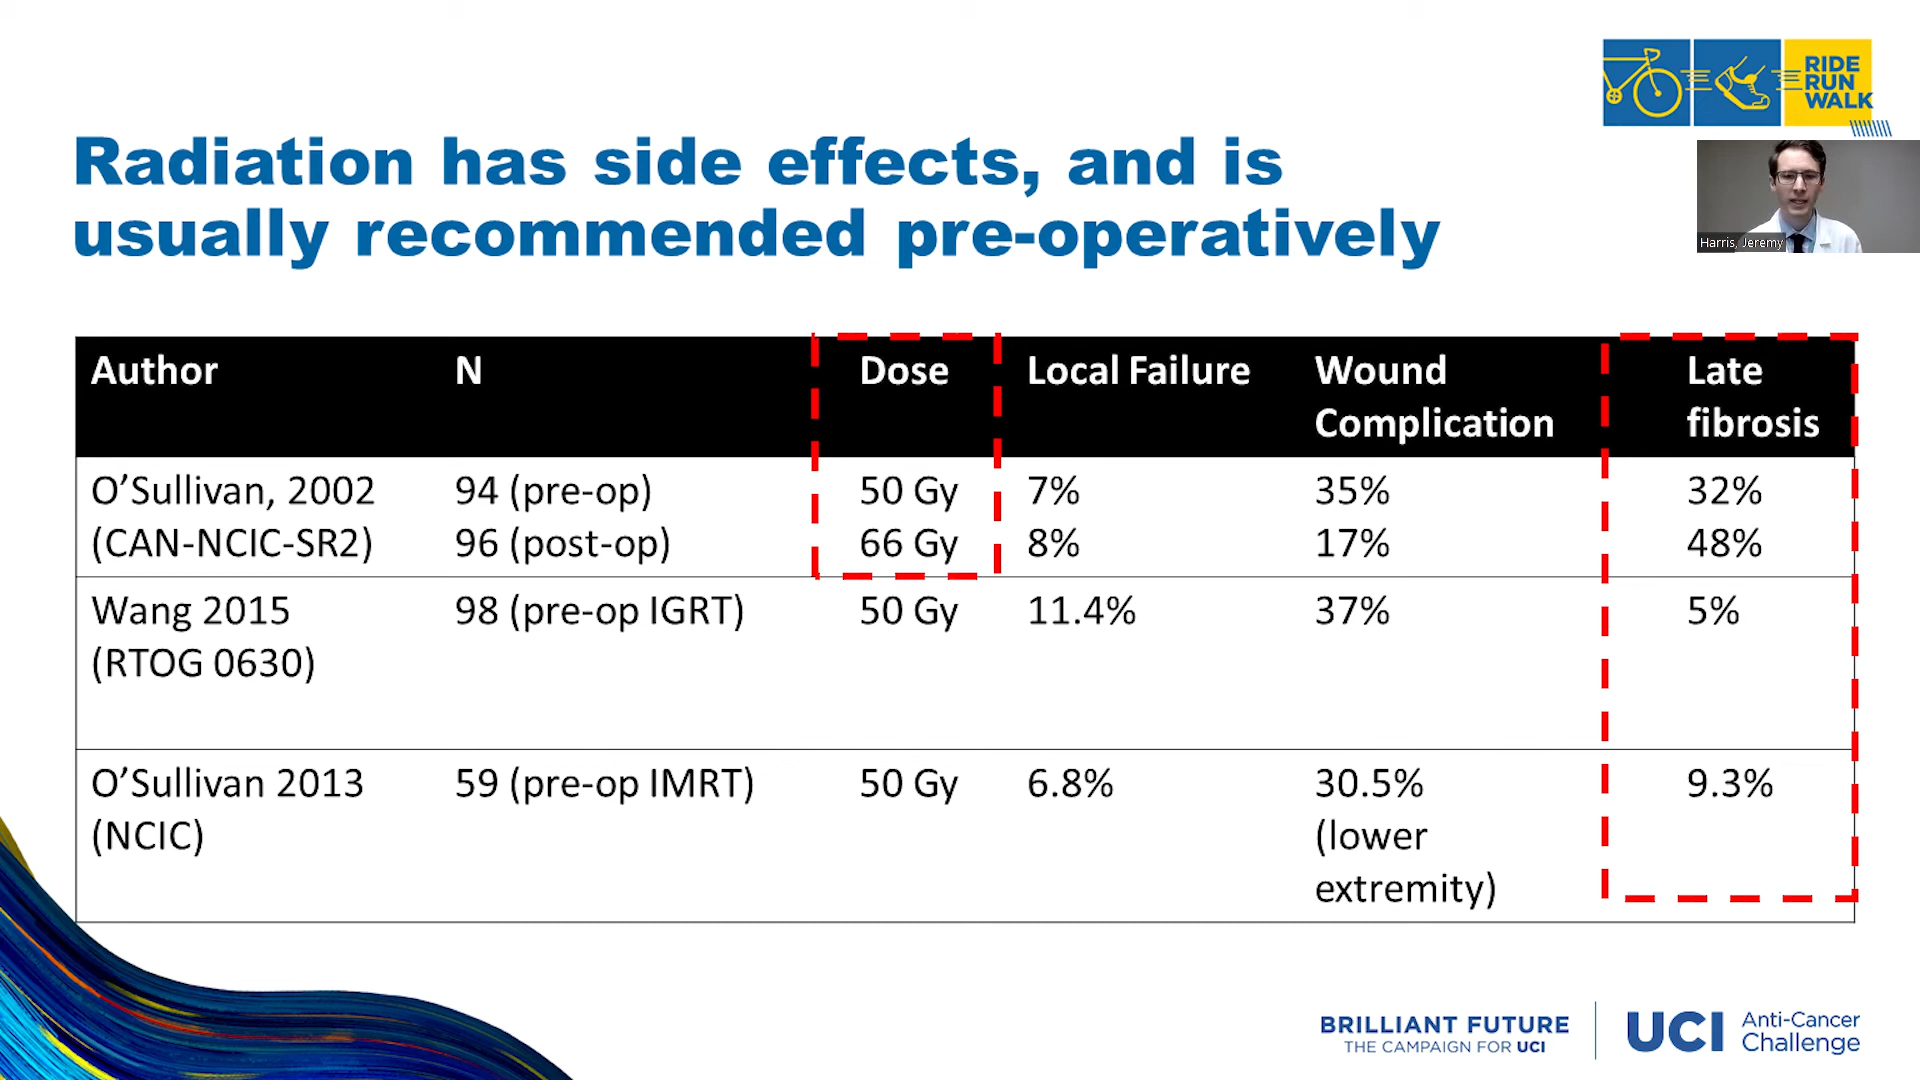 RIDE
RUN
WALK
Radiation has side effects, and is
usually recommended pre-operatively
Harris, Jeremy
Author N Dose Local Failure Wound Complication Late fibrosis
O’Sullivan, 2002 94 (pre-op) 50 Gy 7% 35% 32%
(CAN-NCIC-SR2) 96 (post-op) 66 Gy 8% 17% 48%
Wang 2015 98 (pre-op IGRT) 50 Gy 11.4% 37% 5%
(RTOG 0630)
O’Sullivan 2013 59 (pre-op IMRT) 50 Gy 6.8% 30.5% 9.3%
(NCIC) (lower
extremity)
BRILLIANT FUTURE
THE CAMPAIGN FOR UCI
UCI Anti-Cancer
Challenge